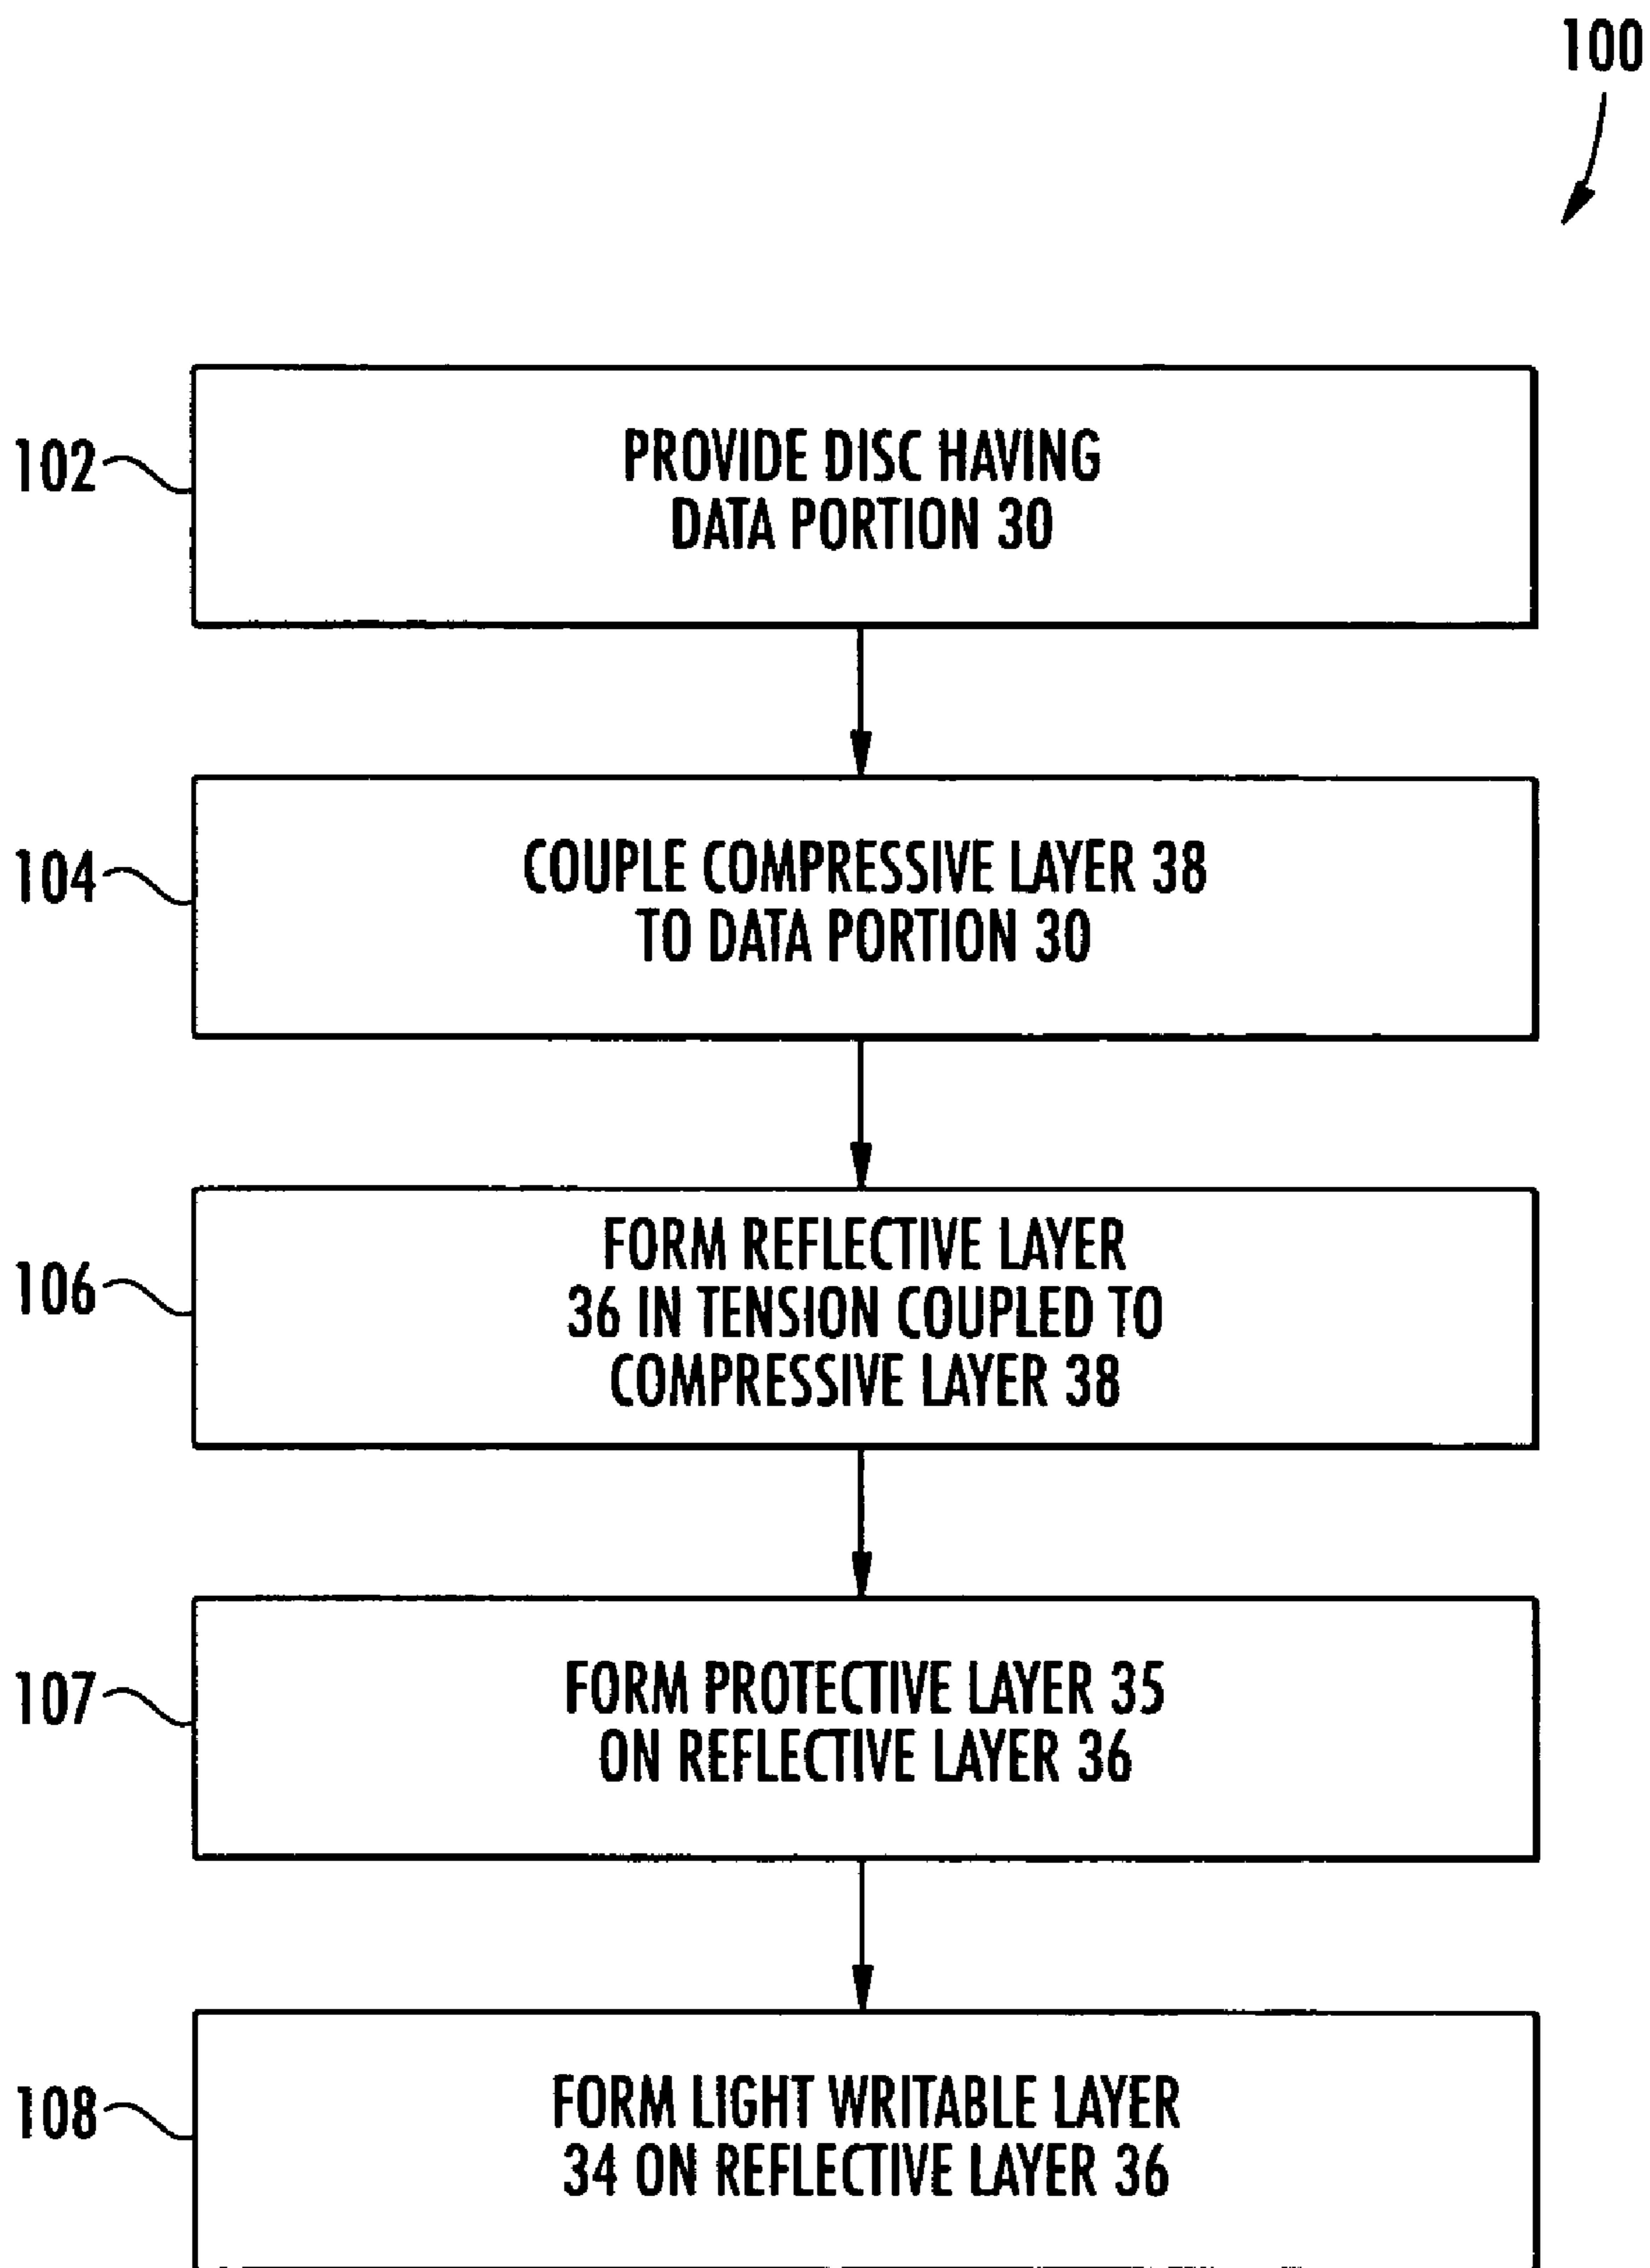 100
102
PROVIDE DISC HAVING
DATA PORTION 30
104
COUPLE COMPRESSIVE LAYER 38
TO DATA PORTION 30
106
FORM REFLECTIVE LAYER
36 IN TENSION COUPLED TO
COMPRESSIVE LAYER 38
107
FORM PROTECTIVE LAYER 35
ON REFLECTIVE LAYER 36
108
FORM LIGHT WRITABLE LAYER
34 ON REFLECTIVE LAYER 36